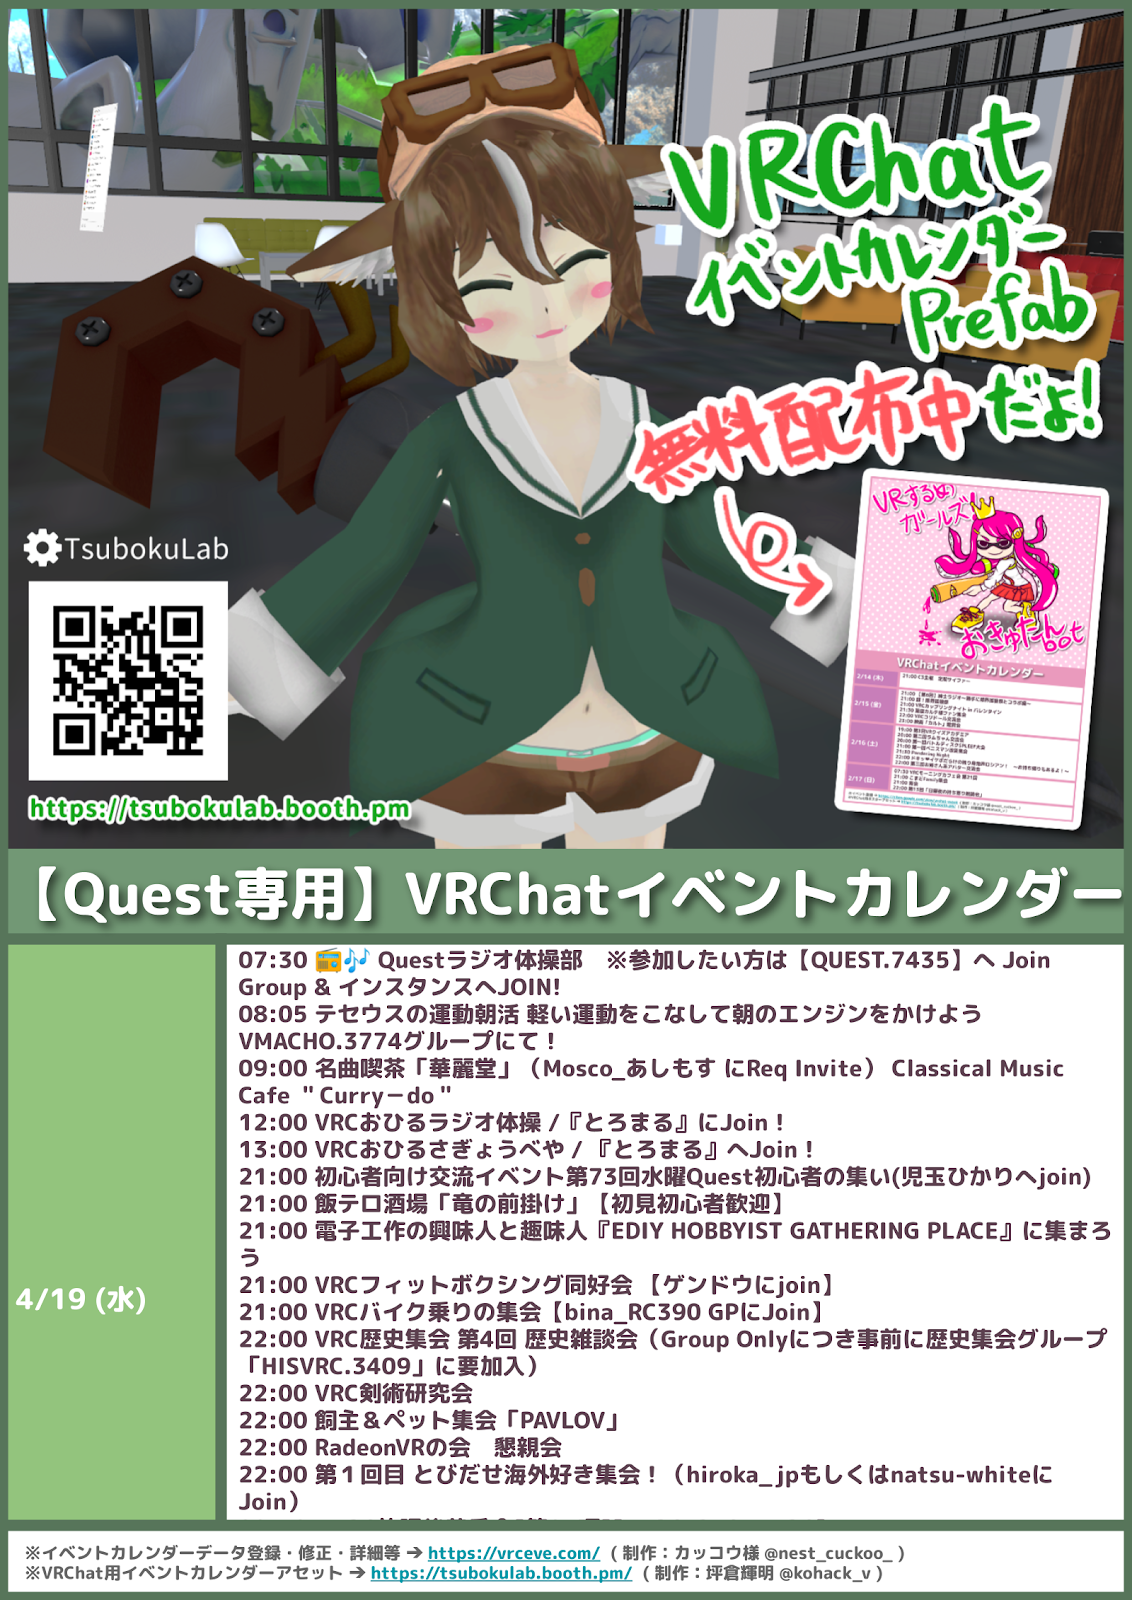 VRChat
イベントカレンダー
Prefab
無料配布中だよ!
TsubokuLab
https://tsubokulab.booth.pm
VRするめ
ガールズ
おきゅたんbot
VRChatイベントカレンダー
2/14 (木)
2/15 (金)
2/16 (土)
2/17 (日)
【Quest専用】VRChatイベントカレンダー
4/19 (水)
07:30 📻🎶 Questラジオ体操部　※参加したい方は【QUEST.7435】へ Join
Group & インスタンスへJOIN!
08:05 テセウスの運動朝活 軽い運動をこなして朝のエンジンをかけよう
VMACHO.3774グループにて！
09:00 名曲喫茶「華麗堂」（Mosco_あしもす にReq Invite） Classical Music
Cafe ＂Curryーdo＂
12:00 VRCおひるラジオ体操 /『とろまる』にJoin！
13:00 VRCおひるさぎょうべや / 『とろまる』へJoin！
21:00 初心者向け交流イベント第73回水曜Quest初心者の集い(児玉ひかりへjoin)
21:00 飯テロ酒場「竜の前掛け」【初見初心者歓迎】
21:00 電子工作の興味人と趣味人『EDIY HOBBYIST GATHERING PLACE』に集まろ
う
21:00 VRCフィットボクシング同好会 【ゲンドウにjoin】
21:00 VRCバイク乗りの集会【bina_RC390 GPにJoin】
22:00 VRC歴史集会 第4回 歴史雑談会（Group Onlyにつき事前に歴史集会グループ
「HISVRC.3409」に要加入）
22:00 VRC剣術研究会
22:00 飼主＆ペット集会「PAVLOV」
22:00 RadeonVRの会　懇親会
22:00 第１回目 とびだせ海外好き集会！（hiroka_jpもしくはnatsu-whiteに
Join）
※イベントカレンダーデータ登録・修正・詳細等 ➔ https://vrceve.com/ ( 制作：カッコウ様 @nest_cuckoo_ )
※VRChat用イベントカレンダーアセット ➔ https://tsubokulab.booth.pm/ ( 制作：坪倉輝明 @kohack_v )